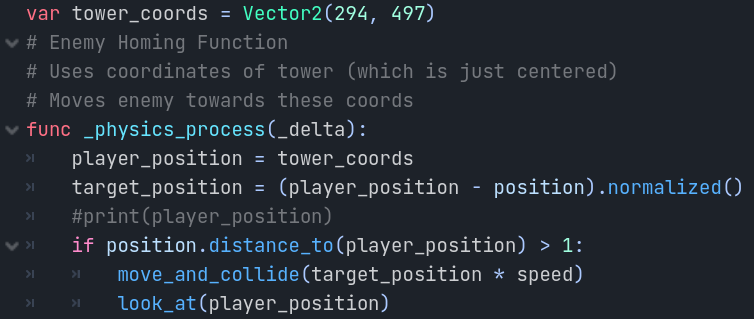 var tower_coords = Vector2(294, 497)
# Enemy Homing Function
# Uses coordinates of tower (which is just centered)
# Moves enemy towards these coords
func _physics_process(_delta):
player_position = tower_coords
target_position = (player_position - position).normalized()
#print(player_position)
if position.distance_to(player_position) > 1:
move_and_collide(target_position * speed)
look_at(player_position)